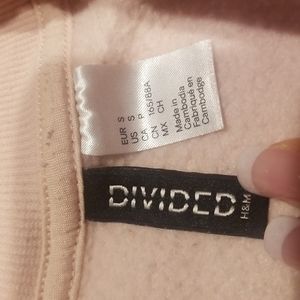 EUR S
US S
CA P
CN 165/88A
MX CH
Made in
Cambodia
Fabriqué en
Cambodge
DIVIDED
H&M